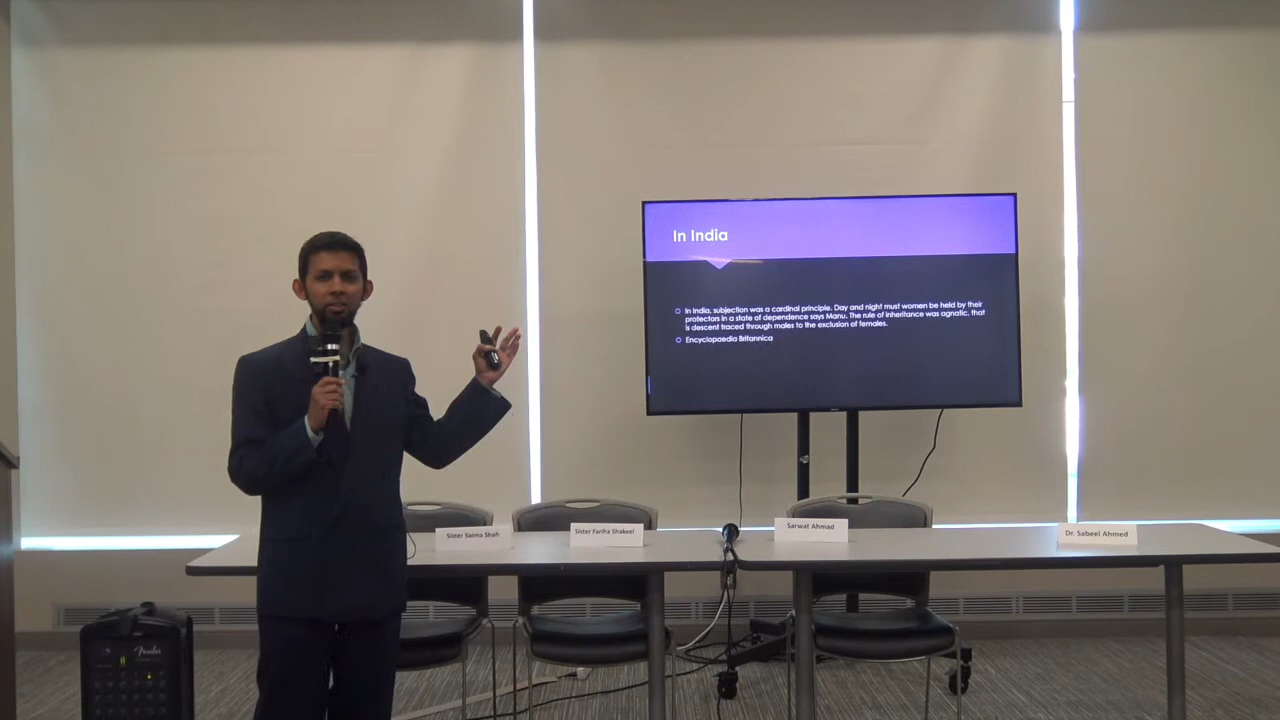 In India
In India, subjection was a cardinal principle. Day and night must women be held by their
protectors in a state of dependence says Manu. The rule of inheritance was agnatic, that
is descent traced through males to the exclusion of females.
Encyclopaedia Britannica
Sister Saima Shah
Sister Fariha Shakeel
Sarwat Ahmad
Dr. Sabeel Ahmed
Fender